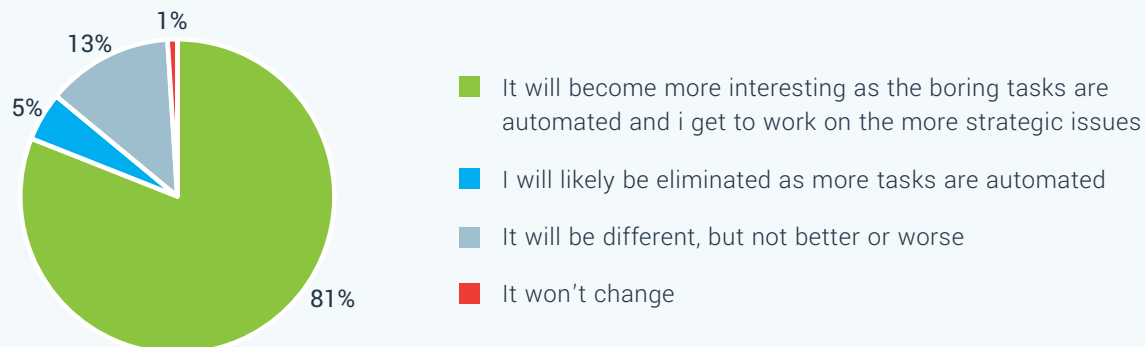 1%
13%
5%
81%
It will become more interesting as the boring tasks are
automated and i get to work on the more strategic issues
I will likely be eliminated as more tasks are automated
It will be different, but not better or worse
It won't change